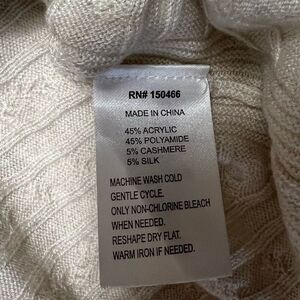 RN# 150466
MADE IN CHINA
45% ACRYLIC
45% POLYAMIDE
5% CASHMERE
5% SILK
MACHINE WASH COLD
GENTLE CYCLE.
ONLY NON-CHLORINE BLEACH
WHEN NEEDED.
RESHAPE DRY FLAT.
WARM IRON IF NEEDED.